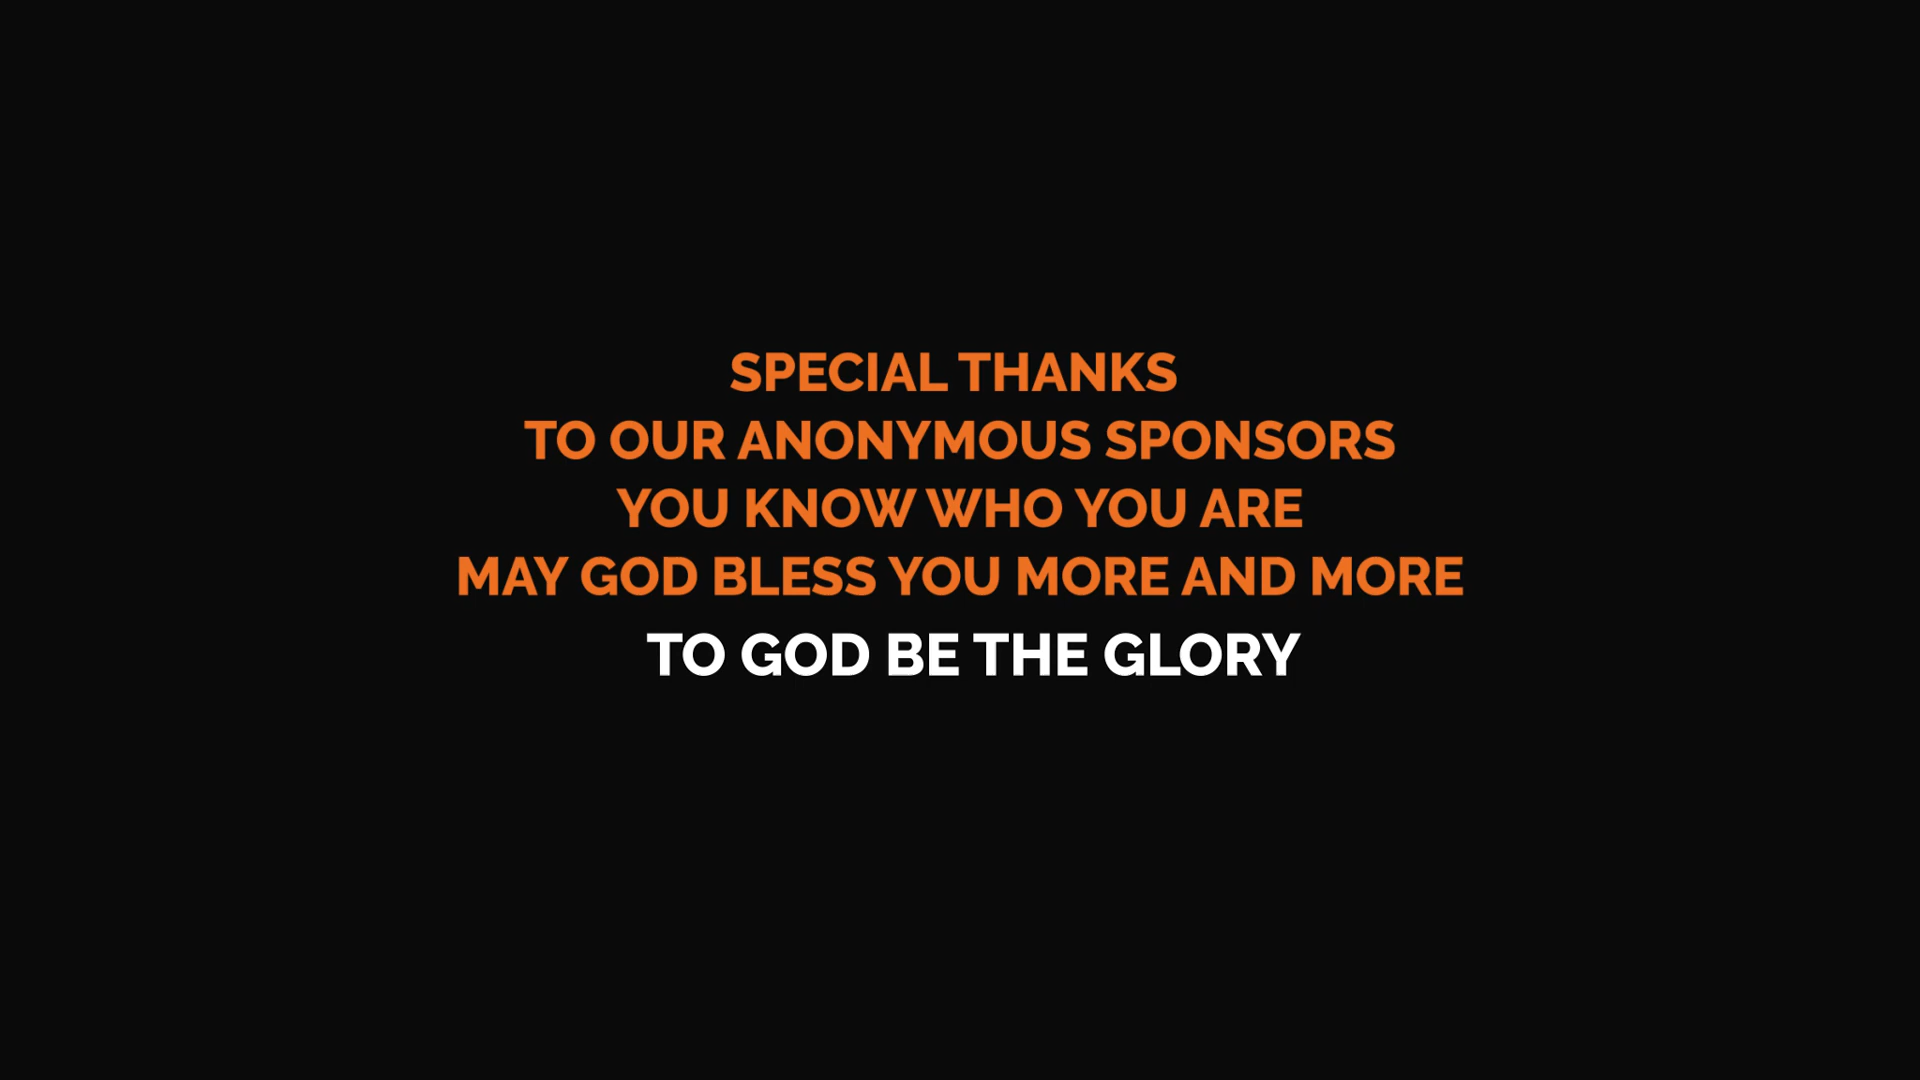 SPECIAL THANKS
TO OUR ANONYMOUS SPONSORS
YOU KNOW WHO YOU ARE
MAY GOD BLESS YOU MORE AND MORE
TO GOD BE THE GLORY